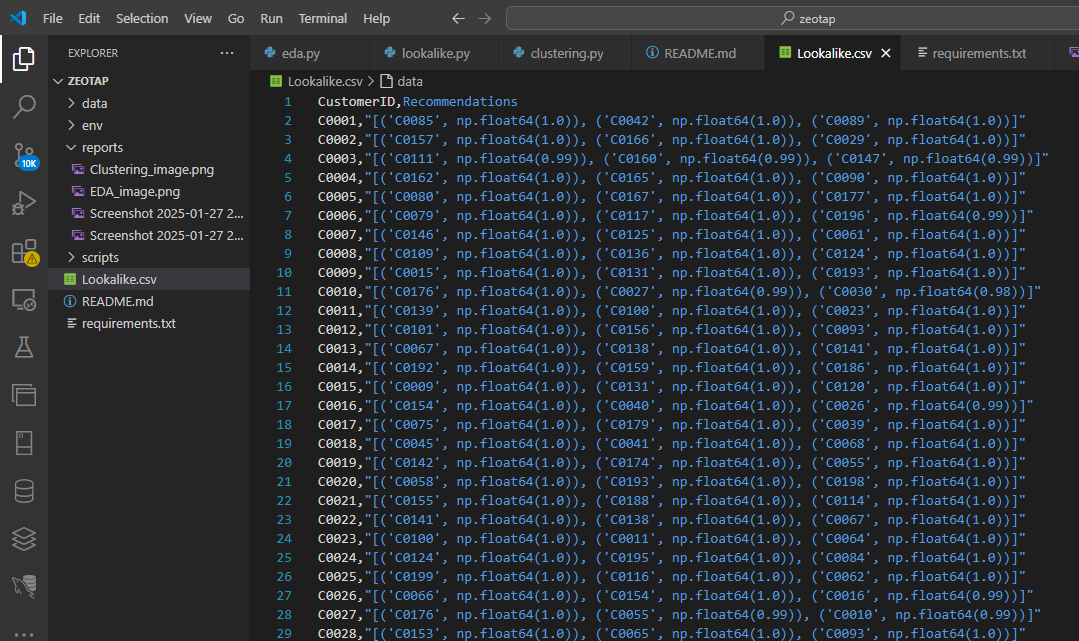 File Edit Selection View Go Run Terminal Help ← → zeotap
EXPLORER ...
ZEOTAP
data
env
reports
Clustering_image.png
EDA_image.png
Screenshot 2025-01-27 2...
Screenshot 2025-01-27 2...
scripts
Lookalike.csv
README.md
requirements.txt
10K
eda.py lookalike.py clustering.py README.md Lookalike.csv requirements.txt
Lookalike.csv > data
1 CustomerID,Recommendations
2 C0001,"[('C0085', np.float64(1.0)), ('C0042', np.float64(1.0)), ('C0089', np.float64(1.0))]"
3 C0002,"[('C0157', np.float64(1.0)), ('C0166', np.float64(1.0)), ('C0029', np.float64(1.0))]"
4 C0003,"[('C0111', np.float64(0.99)), ('C0160', np.float64(0.99)), ('C0147', np.float64(0.99))]"
5 C0004,"[('C0162', np.float64(1.0)), ('C0165', np.float64(1.0)), ('C0090', np.float64(1.0))]"
6 C0005,"[('C0080', np.float64(1.0)), ('C0167', np.float64(1.0)), ('C0177', np.float64(1.0))]"
7 C0006,"[('C0079', np.float64(1.0)), ('C0117', np.float64(1.0)), ('C0196', np.float64(0.99))]"
8 C0007,"[('C0146', np.float64(1.0)), ('C0125', np.float64(1.0)), ('C0061', np.float64(1.0))]"
9 C0008,"[('C0109', np.float64(1.0)), ('C0136', np.float64(1.0)), ('C0124', np.float64(1.0))]"
10 C0009,"[('C0015', np.float64(1.0)), ('C0131', np.float64(1.0)), ('C0193', np.float64(1.0))]"
11 C0010,"[('C0176', np.float64(1.0)), ('C0027', np.float64(0.99)), ('C0030', np.float64(0.98))]"
12 C0011,"[('C0139', np.float64(1.0)), ('C0100', np.float64(1.0)), ('C0023', np.float64(1.0))]"
13 C0012,"[('C0101', np.float64(1.0)), ('C0156', np.float64(1.0)), ('C0093', np.float64(1.0))]"
14 C0013,"[('C0067', np.float64(1.0)), ('C0138', np.float64(1.0)), ('C0141', np.float64(1.0))]"
15 C0014,"[('C0192', np.float64(1.0)), ('C0159', np.float64(1.0)), ('C0186', np.float64(1.0))]"
16 C0015,"[('C0009', np.float64(1.0)), ('C0131', np.float64(1.0)), ('C0120', np.float64(1.0))]"
17 C0016,"[('C0154', np.float64(1.0)), ('C0040', np.float64(1.0)), ('C0026', np.float64(0.99))]"
18 C0017,"[('C0075', np.float64(1.0)), ('C0179', np.float64(1.0)), ('C0039', np.float64(1.0))]"
19 C0018,"[('C0045', np.float64(1.0)), ('C0041', np.float64(1.0)), ('C0068', np.float64(1.0))]"
20 C0019,"[('C0142', np.float64(1.0)), ('C0174', np.float64(1.0)), ('C0055', np.float64(1.0))]"
21 C0020,"[('C0058', np.float64(1.0)), ('C0193', np.float64(1.0)), ('C0198', np.float64(1.0))]"
22 C0021,"[('C0155', np.float64(1.0)), ('C0188', np.float64(1.0)), ('C0114', np.float64(1.0))]"
23 C0022,"[('C0141', np.float64(1.0)), ('C0138', np.float64(1.0)), ('C0067', np.float64(1.0))]"
24 C0023,"[('C0100', np.float64(1.0)), ('C0011', np.float64(1.0)), ('C0064', np.float64(1.0))]"
25 C0024,"[('C0124', np.float64(1.0)), ('C0195', np.float64(1.0)), ('C0084', np.float64(1.0))]"
26 C0025,"[('C0199', np.float64(1.0)), ('C0116', np.float64(1.0)), ('C0062', np.float64(1.0))]"
27 C0026,"[('C0066', np.float64(1.0)), ('C0154', np.float64(1.0)), ('C0016', np.float64(0.99))]"
28 C0027,"[('C0176', np.float64(1.0)), ('C0055', np.float64(0.99)), ('C0010', np.float64(0.99))]"
29 C0028,"[('C0153', np.float64(1.0)), ('C0065', np.float64(1.0)), ('C0093', np.float64(1.0))]"